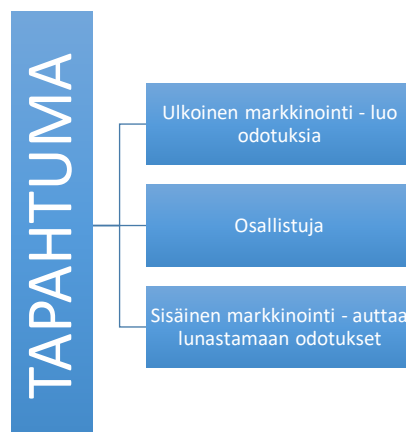 TAPAHTUMA
Ulkoinen markkinointi - luo
odotuksia
Osallistuja
Sisäinen markkinointi - auttaa
lunastamaan odotukset